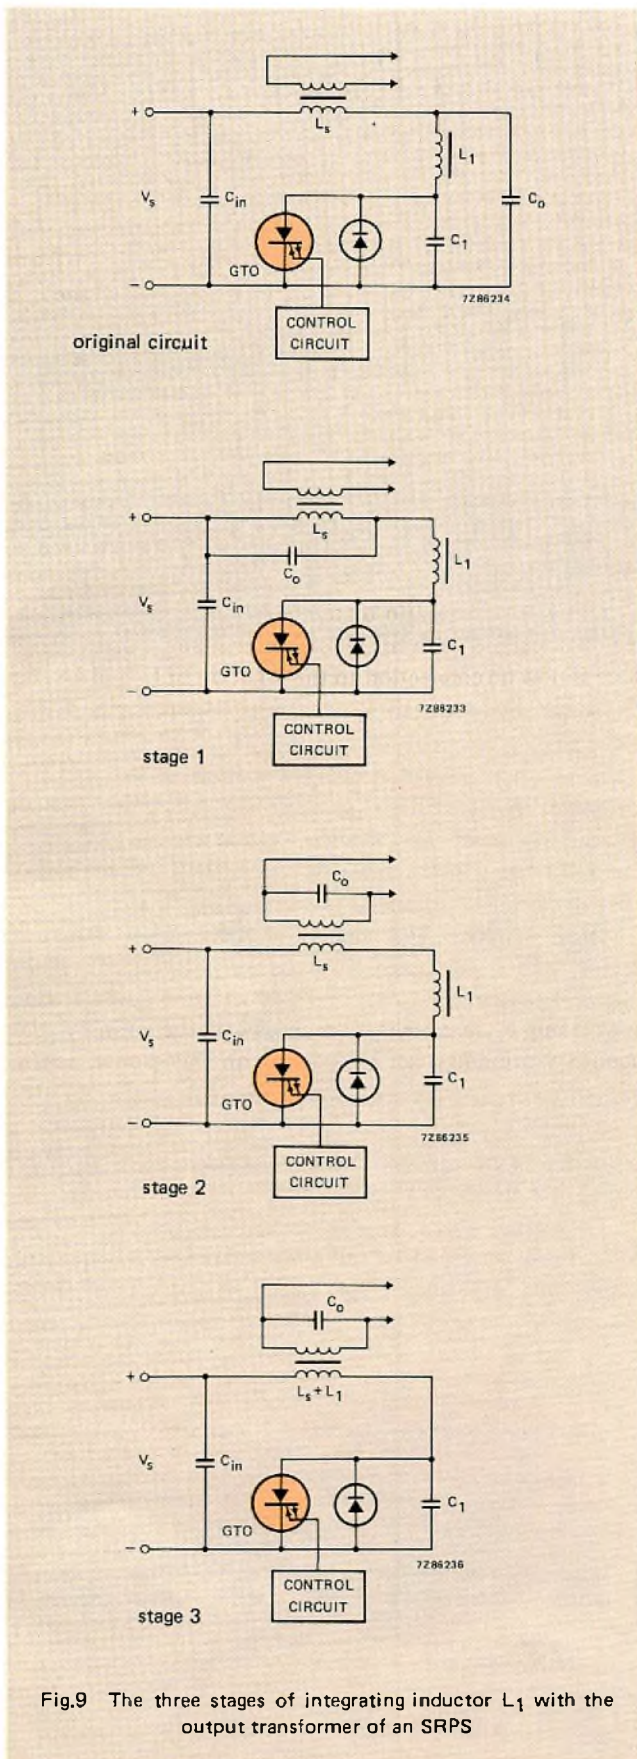 +
Ls
L1
Vs
Cin
Co
GTO
C1
−
7Z86234
CONTROL
CIRCUIT
original circuit
+
Ls
Co
L1
Vs
Cin
GTO
C1
−
7Z86233
CONTROL
CIRCUIT
stage 1
Co
+
Ls
L1
Vs
Cin
GTO
C1
−
7Z86235
CONTROL
CIRCUIT
stage 2
Co
+
Ls + L1
Vs
Cin
GTO
C1
−
7Z86236
CONTROL
CIRCUIT
stage 3
Fig.9 The three stages of integrating inductor L1 with the
output transformer of an SRPS